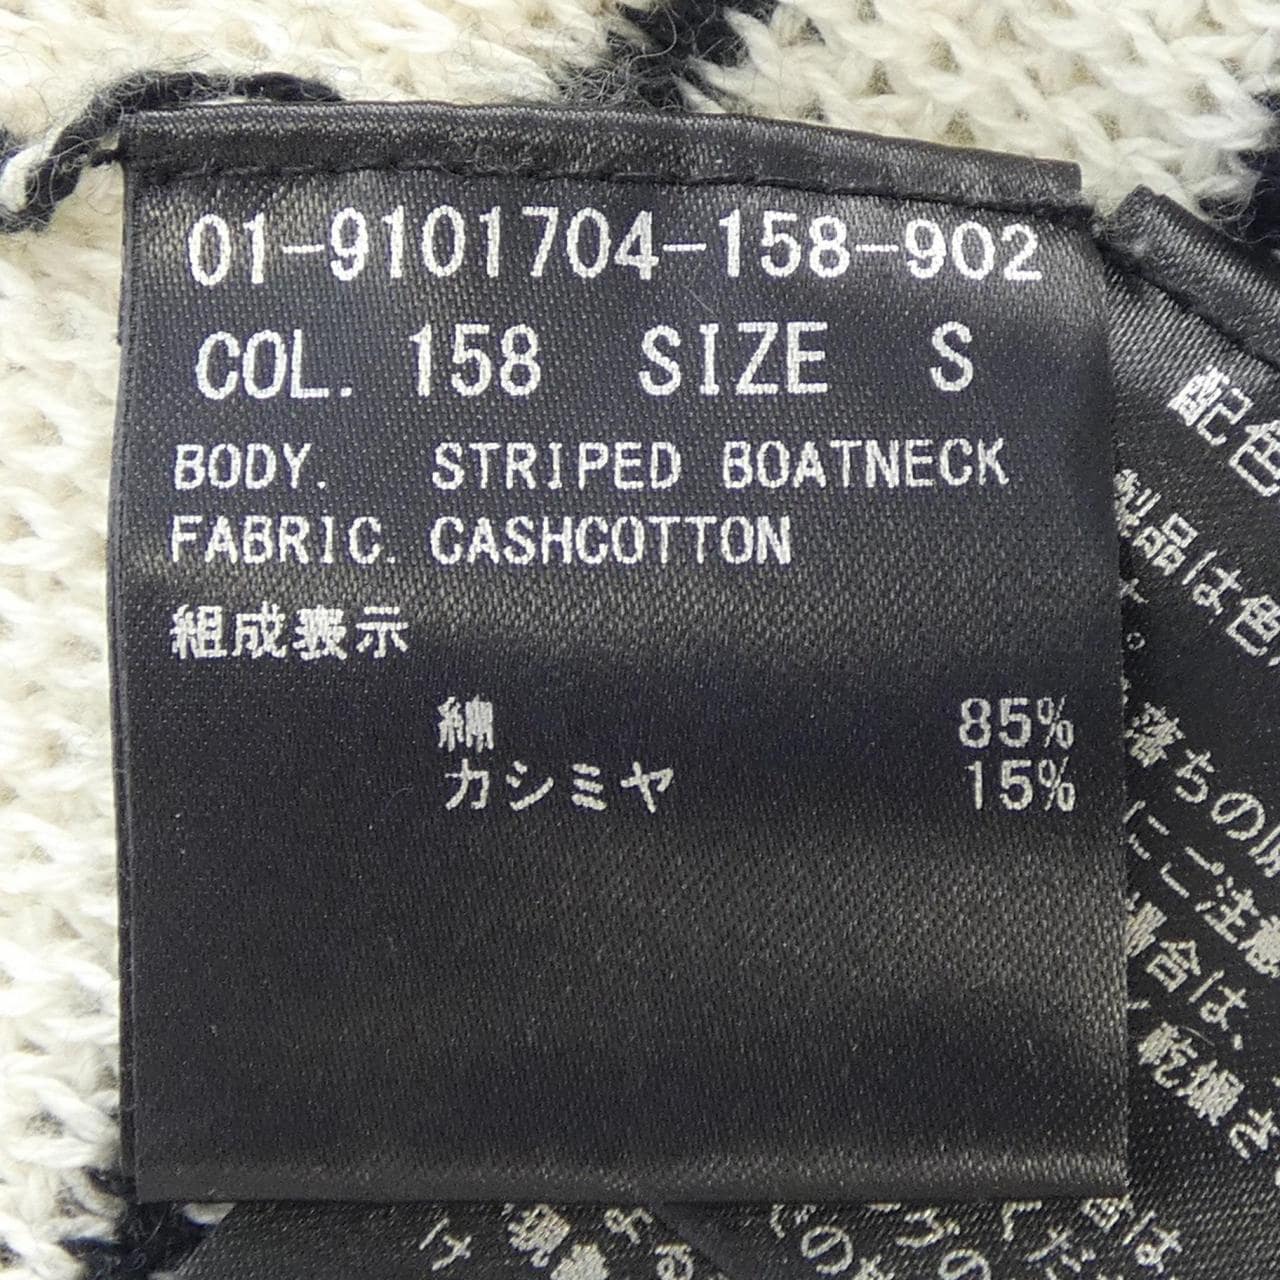 01-9101704-158-902
COL. 158 SIZE S
BODY. STRIPED BOATNECK
FABRIC. CASHCOTTON
組成表示
綿 85%
カシミヤ 15%
配色
製品は色
落ちの
にご注意
場合は、
乾燥を